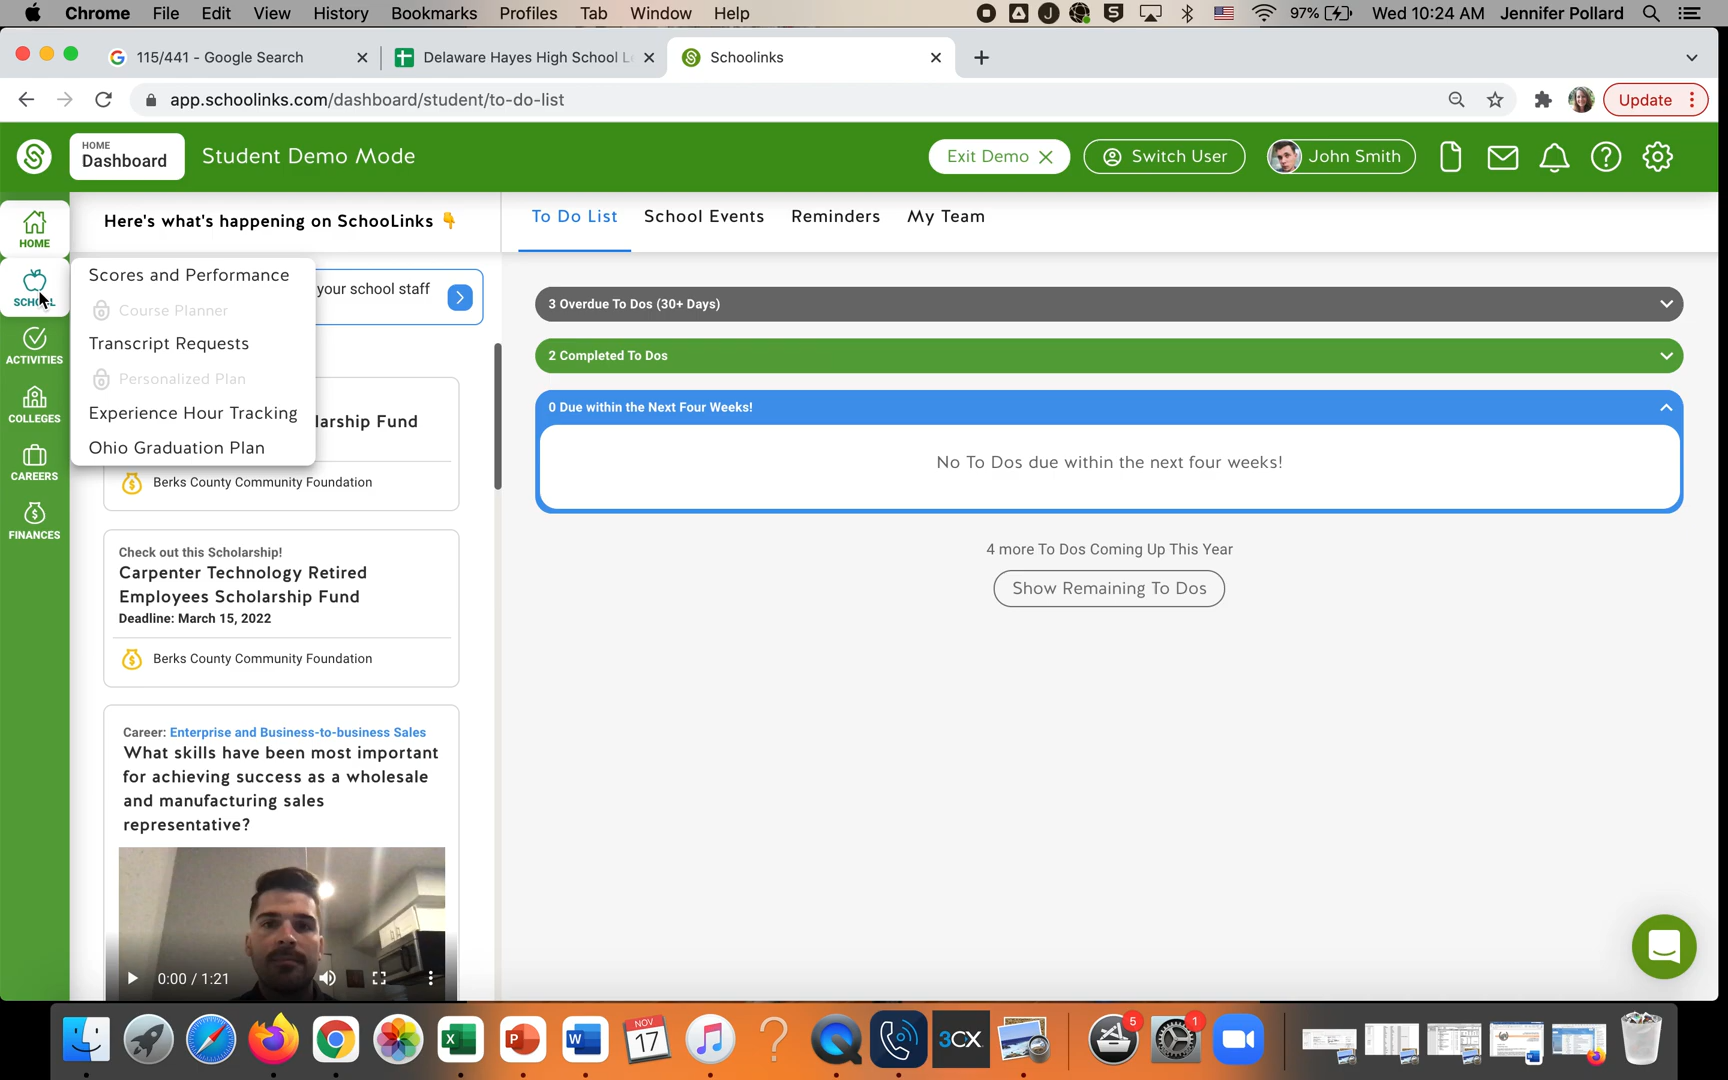 Chrome File Edit View History Bookmarks Profiles Tab Window Help
97% Wed 10:24 AM Jennifer Pollard
115/441 - Google Search
Delaware Hayes High School L
Schoolinks
app.schoolinks.com/dashboard/student/to-do-list
Update
HOME
Dashboard
Student Demo Mode
Exit Demo
Switch User
John Smith
HOME
SCHOOL
ACTIVITIES
COLLEGES
CAREERS
FINANCES
Here's what's happening on SchooLinks
Scores and Performance
Course Planner
Transcript Requests
Personalized Plan
Experience Hour Tracking
Ohio Graduation Plan
your school staff
larship Fund
Berks County Community Foundation
Check out this Scholarship!
Carpenter Technology Retired
Employees Scholarship Fund
Deadline: March 15, 2022
Berks County Community Foundation
Career: Enterprise and Business-to-business Sales
What skills have been most important
for achieving success as a wholesale
and manufacturing sales
representative?
0:00 / 1:21
To Do List School Events Reminders My Team
3 Overdue To Dos (30+ Days)
2 Completed To Dos
0 Due within the Next Four Weeks!
No To Dos due within the next four weeks!
4 more To Dos Coming Up This Year
Show Remaining To Dos
NOV
17
3CX
5
1